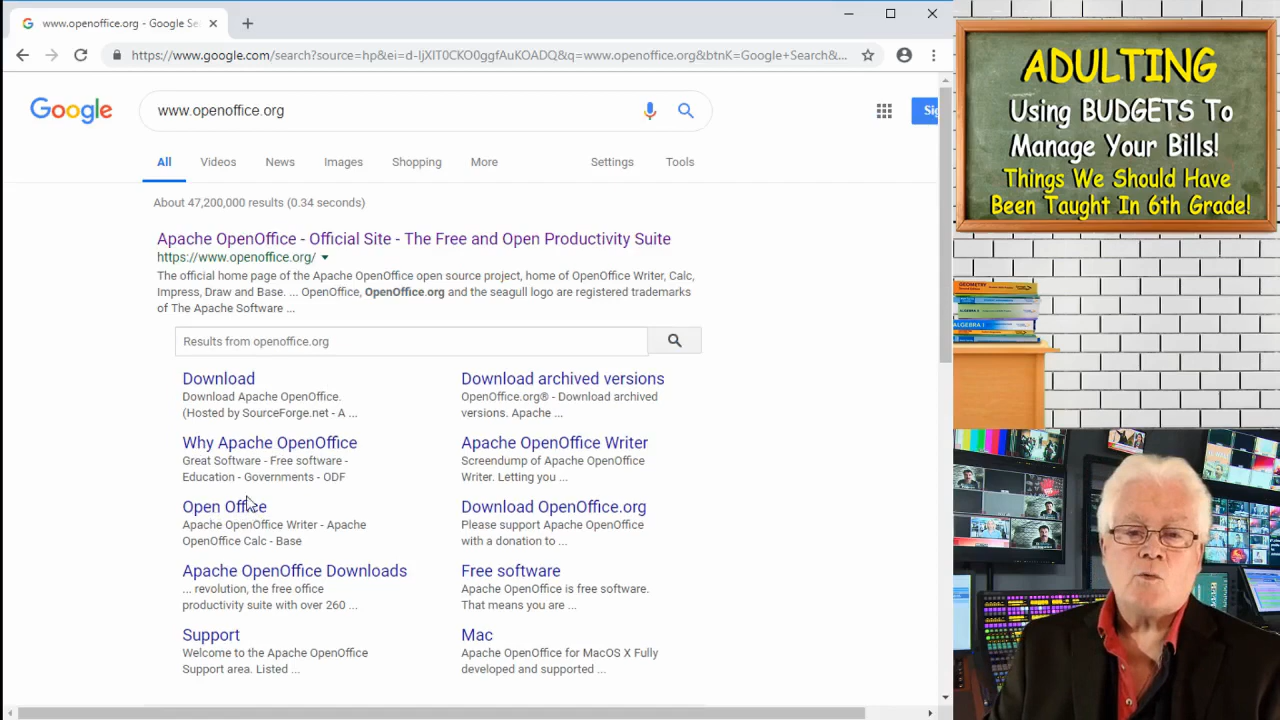 www.openoffice.org - Google Se
https://www.google.com/search?source=hp&ei=d-IjXIT0CKO0ggfAuKOADQ&q=www.openoffice.org&btnK=Google+Search&...
Google
www.openoffice.org
Sig
All
Videos
News
Images
Shopping
More
Settings
Tools
About 47,200,000 results (0.34 seconds)
Apache OpenOffice - Official Site - The Free and Open Productivity Suite
https://www.openoffice.org/
The official home page of the Apache OpenOffice open source project, home of OpenOffice Writer, Calc,
Impress, Draw and Base ... OpenOffice, OpenOffice.org and the seagull logo are registered trademarks
of The Apache Software ...
Results from openoffice.org
Download
Download Apache OpenOffice.
(Hosted by SourceForge.net - A ...
Why Apache OpenOffice
Great Software - Free software -
Education - Governments - ODF
Open Office
Apache OpenOffice Writer - Apache
OpenOffice Calc - Base
Apache OpenOffice Downloads
... revolution, the free office
productivity suite with over 260 ...
Support
Welcome to the Apache OpenOffice
Support area. Listed ...
Download archived versions
OpenOffice.org® - Download archived
versions. Apache ...
Apache OpenOffice Writer
Screendump of Apache OpenOffice
Writer. Letting you ...
Download OpenOffice.org
Please support Apache OpenOffice
with a donation to ...
Free software
Apache OpenOffice is free software.
That means you are ...
Mac
Apache OpenOffice for MacOS X Fully
developed and supported ...
ADULTING
Using BUDGETS To
Manage Your Bills!
Things We Should Have
Been Taught In 6th Grade!
GEOMETRY
ALGEBRA 2
ALGEBRA 1